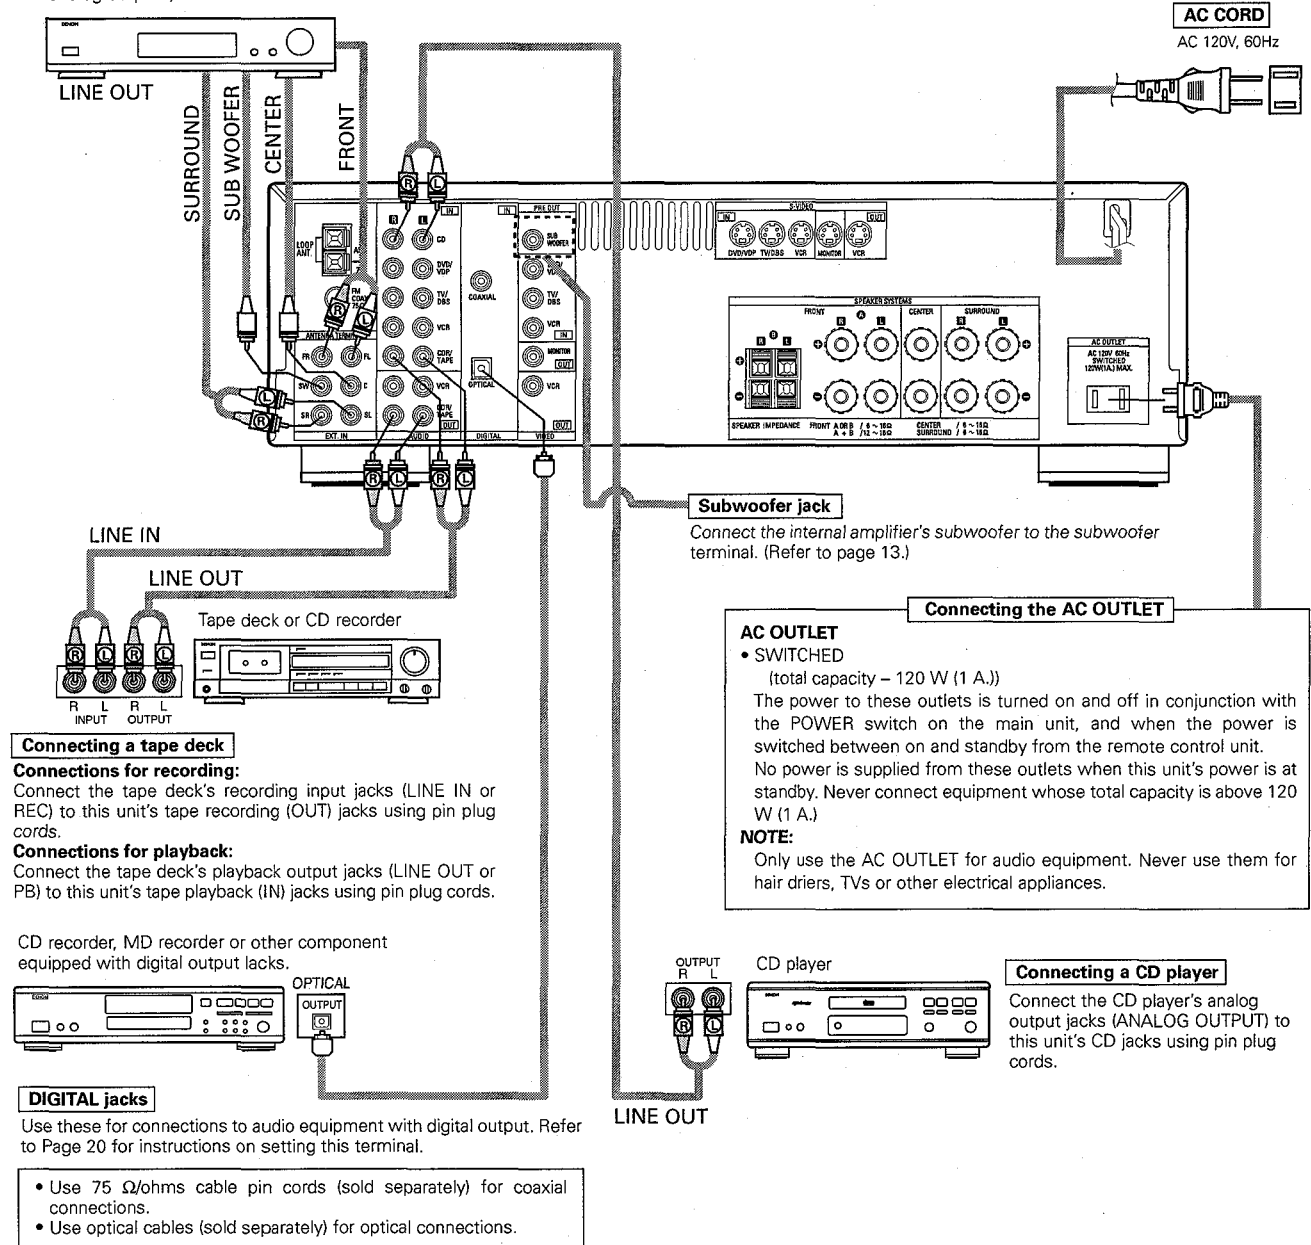 DENON
LINE OUT
SURROUND
SUB WOOFER
CENTER
FRONT
AC CORD
AC 120V, 60Hz
R L IN
LOOP
ANT.
FM
COAX
75Ω
ANTENNA TERMINALS
FR FL
SW C
SR SL
EXT. IN
CD
DVD/
VDP
TV/
DBS
VCR
CDR/
TAPE
VCR
CDR/
TAPE
OUT
AUDIO
IN
COAXIAL
OPTICAL
DIGITAL
PRE OUT
SUB
WOOFER
TV/
DBS
VCR
IN
MONITOR
OUT
VCR
OUT
VIDEO
S-VIDEO
IN OUT
DVD/VDP TV/DBS VCR MONITOR VCR
SPEAKER SYSTEMS
FRONT A CENTER SURROUND
R L R L
B
R L
SPEAKER IMPEDANCE FRONT A OR B / 6 ~ 16Ω CENTER / 6 ~ 16Ω
A + B /12 ~ 16Ω SURROUND / 6 ~ 16Ω
AC OUTLET
AC 120V 60Hz
SWITCHED
120W(1A.) MAX.
R L
R L
R L R L
Subwoofer jack
Connect the internal amplifier's subwoofer to the subwoofer
terminal. (Refer to page 13.)
LINE IN
LINE OUT
Tape deck or CD recorder
DENON
R L R L
R L R L
INPUT OUTPUT
Connecting the AC OUTLET
AC OUTLET
• SWITCHED
(total capacity – 120 W (1 A.))
The power to these outlets is turned on and off in conjunction with
the POWER switch on the main unit, and when the power is
switched between on and standby from the remote control unit.
No power is supplied from these outlets when this unit's power is at
standby. Never connect equipment whose total capacity is above 120
W (1 A.)
NOTE:
Only use the AC OUTLET for audio equipment. Never use them for
hair driers, TVs or other electrical appliances.
Connecting a tape deck
Connections for recording:
Connect the tape deck's recording input jacks (LINE IN or
REC) to this unit's tape recording (OUT) jacks using pin plug
cords.
Connections for playback:
Connect the tape deck's playback output jacks (LINE OUT or
PB) to this unit's tape playback (IN) jacks using pin plug cords.
CD recorder, MD recorder or other component
equipped with digital output lacks.
DENON
OPTICAL
OUTPUT
OUTPUT
R L
R L
CD player
DENON
LINE OUT
Connecting a CD player
Connect the CD player's analog
output jacks (ANALOG OUTPUT) to
this unit's CD jacks using pin plug
cords.
DIGITAL jacks
Use these for connections to audio equipment with digital output. Refer
to Page 20 for instructions on setting this terminal.
• Use 75 Ω/ohms cable pin cords (sold separately) for coaxial
connections.
• Use optical cables (sold separately) for optical connections.